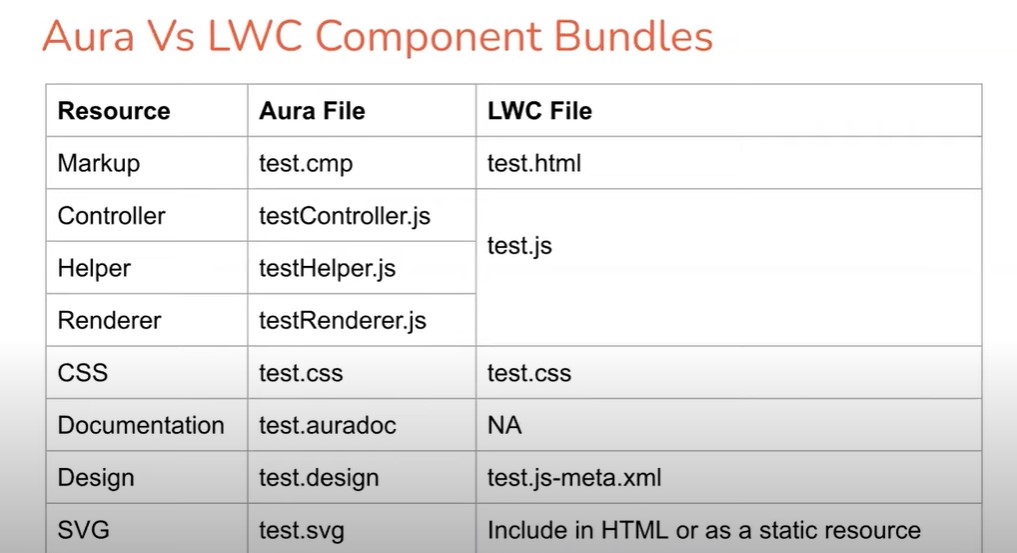 Aura Vs LWC Component Bundles
Resource Aura File LWC File
Markup test.cmp test.html
Controller testController.js
test.js
Helper testHelper.js
Renderer testRenderer.js
CSS test.css test.css
Documentation test.auradoc NA
Design test.design test.js-meta.xml
SVG test.svg Include in HTML or as a static resource